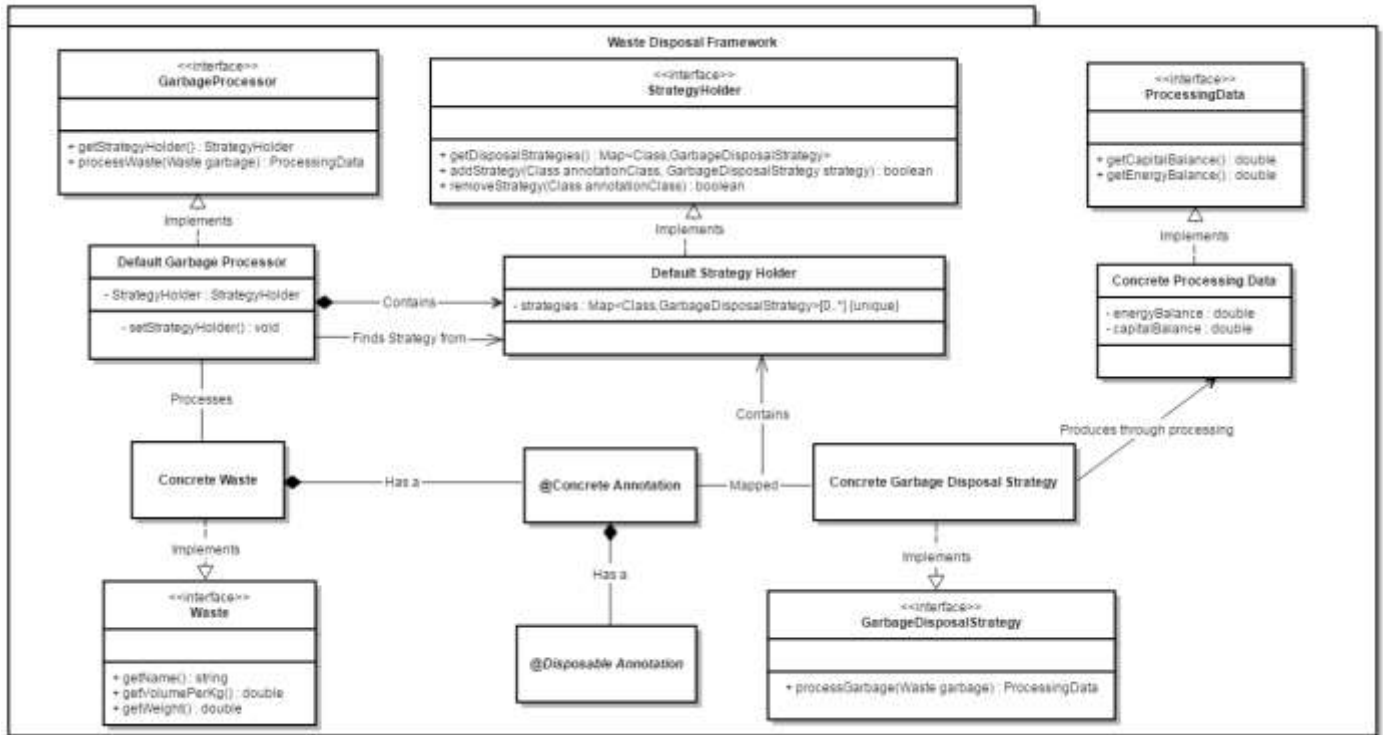 Waste Disposal Framework
<<interface>>
GarbageProcessor
+ getStrategyHolder() : StrategyHolder
+ processWaste(Waste garbage) : ProcessingData
<<interface>>
StrategyHolder
+ getDisposalStrategies() : Map<Class,GarbageDisposalStrategy>
+ addStrategy(Class annotationClass, GarbageDisposalStrategy strategy) : boolean
+ removeStrategy(Class annotationClass) : boolean
<<interface>>
ProcessingData
+ getCapitalBalance() : double
+ getEnergyBalance() : double
Implements
Implements
Implements
Default Garbage Processor
- StrategyHolder : StrategyHolder
- setStrategyHolder() : void
Contains
Finds Strategy from
Default Strategy Holder
- strategies : Map<Class,GarbageDisposalStrategy>[0..*] {unique}
Concrete Processing Data
- energyBalance : double
- capitalBalance : double
Processes
Contains
Produces through processing
Concrete Waste
Has a
@Concrete Annotation
Mapped
Concrete Garbage Disposal Strategy
Implements
Has a
Implements
<<interface>>
Waste
+ getName() : string
+ getVolumePerKg() : double
+ getWeight() : double
@Disposable Annotation
<<interface>>
GarbageDisposalStrategy
+ processGarbage(Waste garbage) : ProcessingData